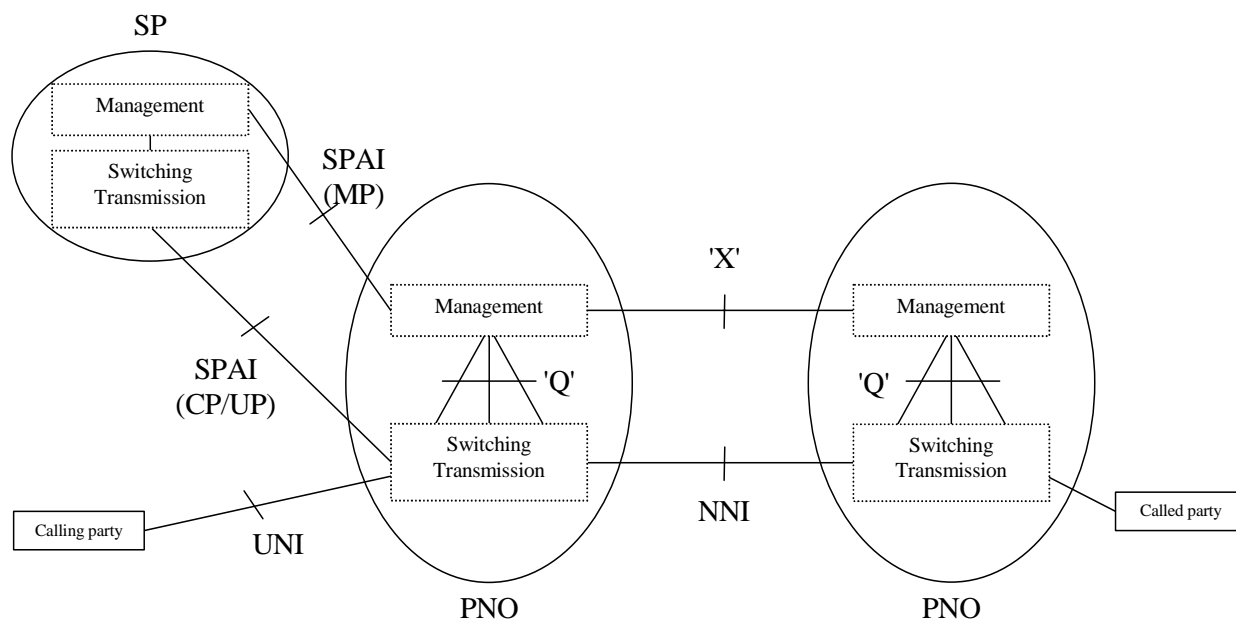 SP
Management
Switching
Transmission
SPAI
(MP)
SPAI
(CP/UP)
Management
'Q'
Switching
Transmission
'X'
Management
'Q'
Switching
Transmission
NNI
Calling party
UNI
Called party
PNO
PNO